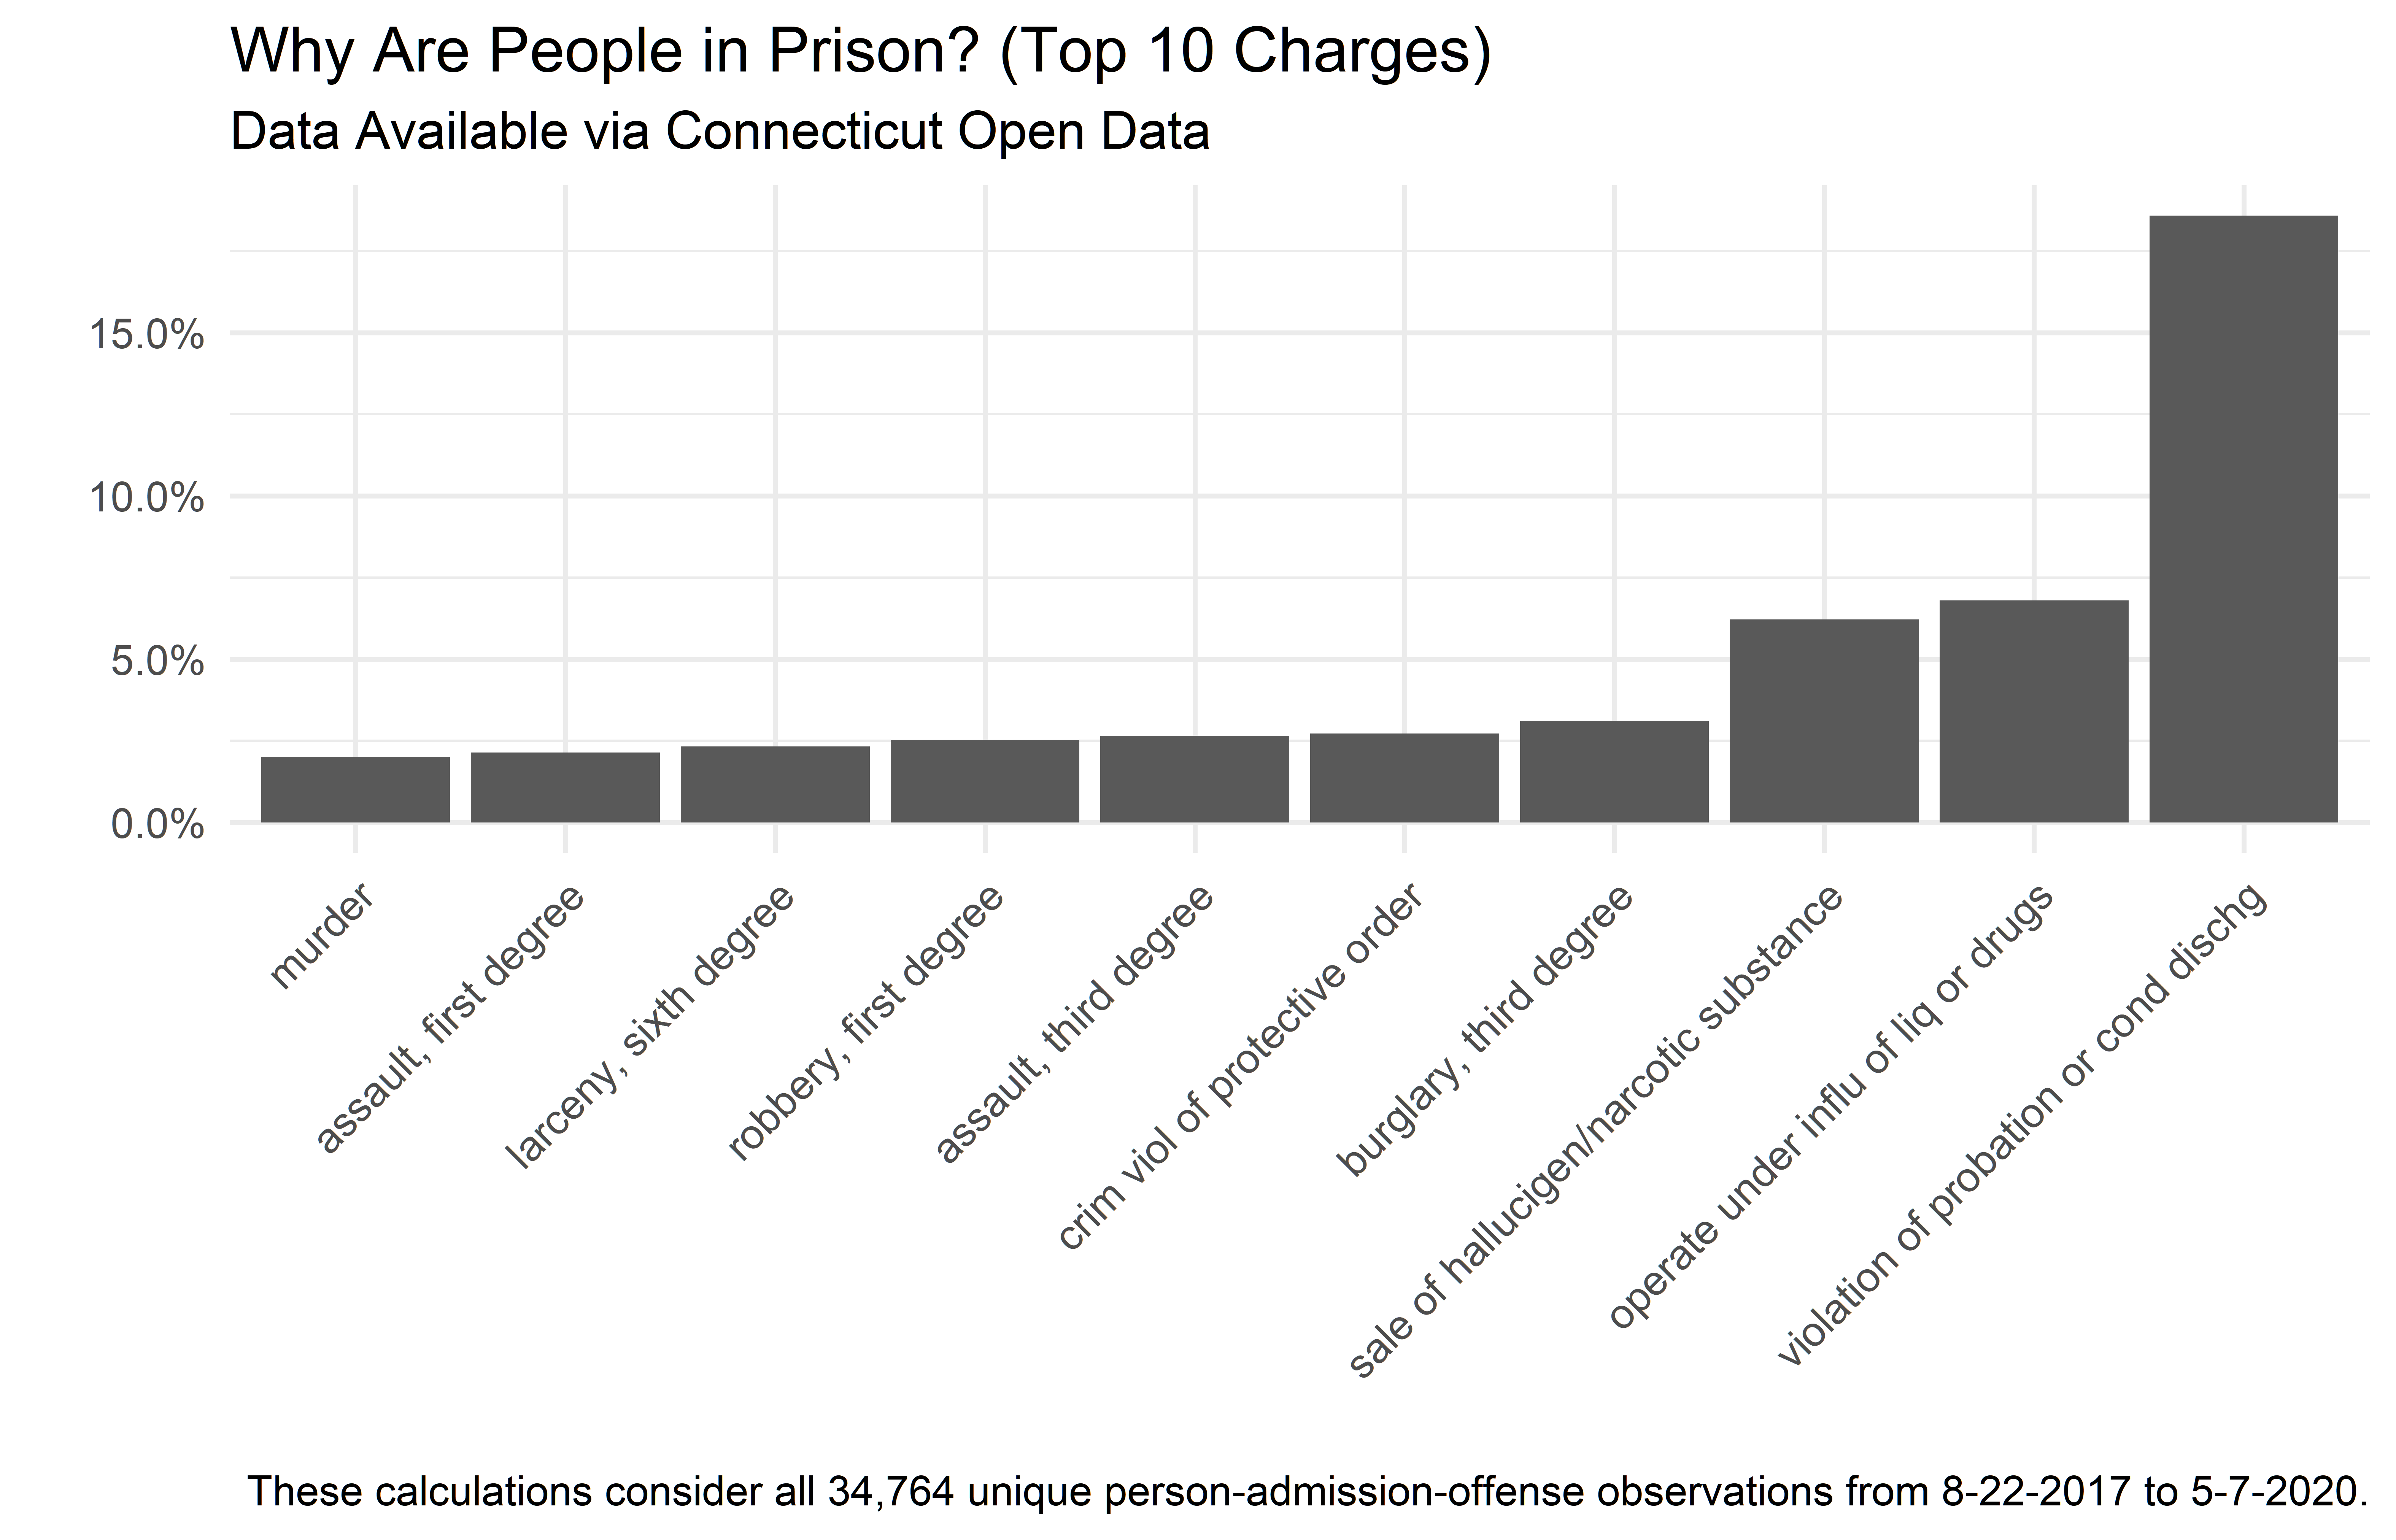 Why Are People in Prison? (Top 10 Charges)
Data Available via Connecticut Open Data
15.0%
10.0%
5.0%
0.0%
murder
assault, first degree
larceny, sixth degree
robbery, first degree
assault, third degree
crim viol of protective order
burglary, third degree
sale of hallucigen/narcotic substance
operate under influ of liq or drugs
violation of probation or cond dischg
These calculations consider all 34,764 unique person-admission-offense observations from 8-22-2017 to 5-7-2020.